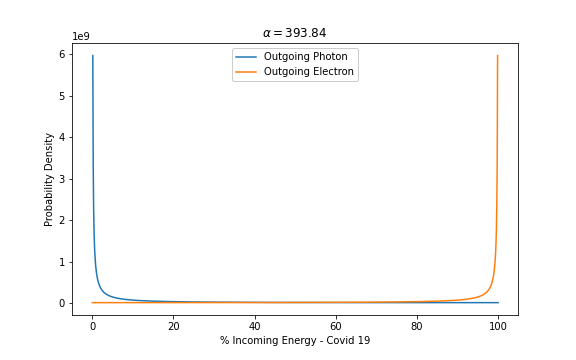 α = 393.84
1e9
Outgoing Photon
Outgoing Electron
Probability Density
6
5
4
3
2
1
0
0 20 40 60 80 100
% Incoming Energy - Covid 19